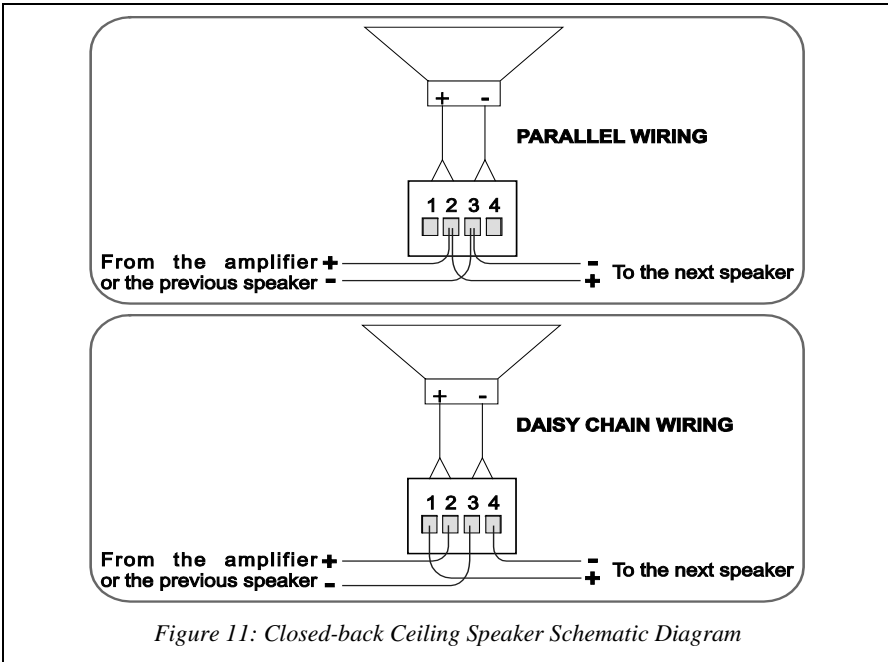 + -
PARALLEL WIRING
1 2 3 4
From the amplifier +
or the previous speaker -
-
+ To the next speaker
+ -
DAISY CHAIN WIRING
1 2 3 4
From the amplifier +
or the previous speaker -
-
+ To the next speaker
Figure 11: Closed-back Ceiling Speaker Schematic Diagram